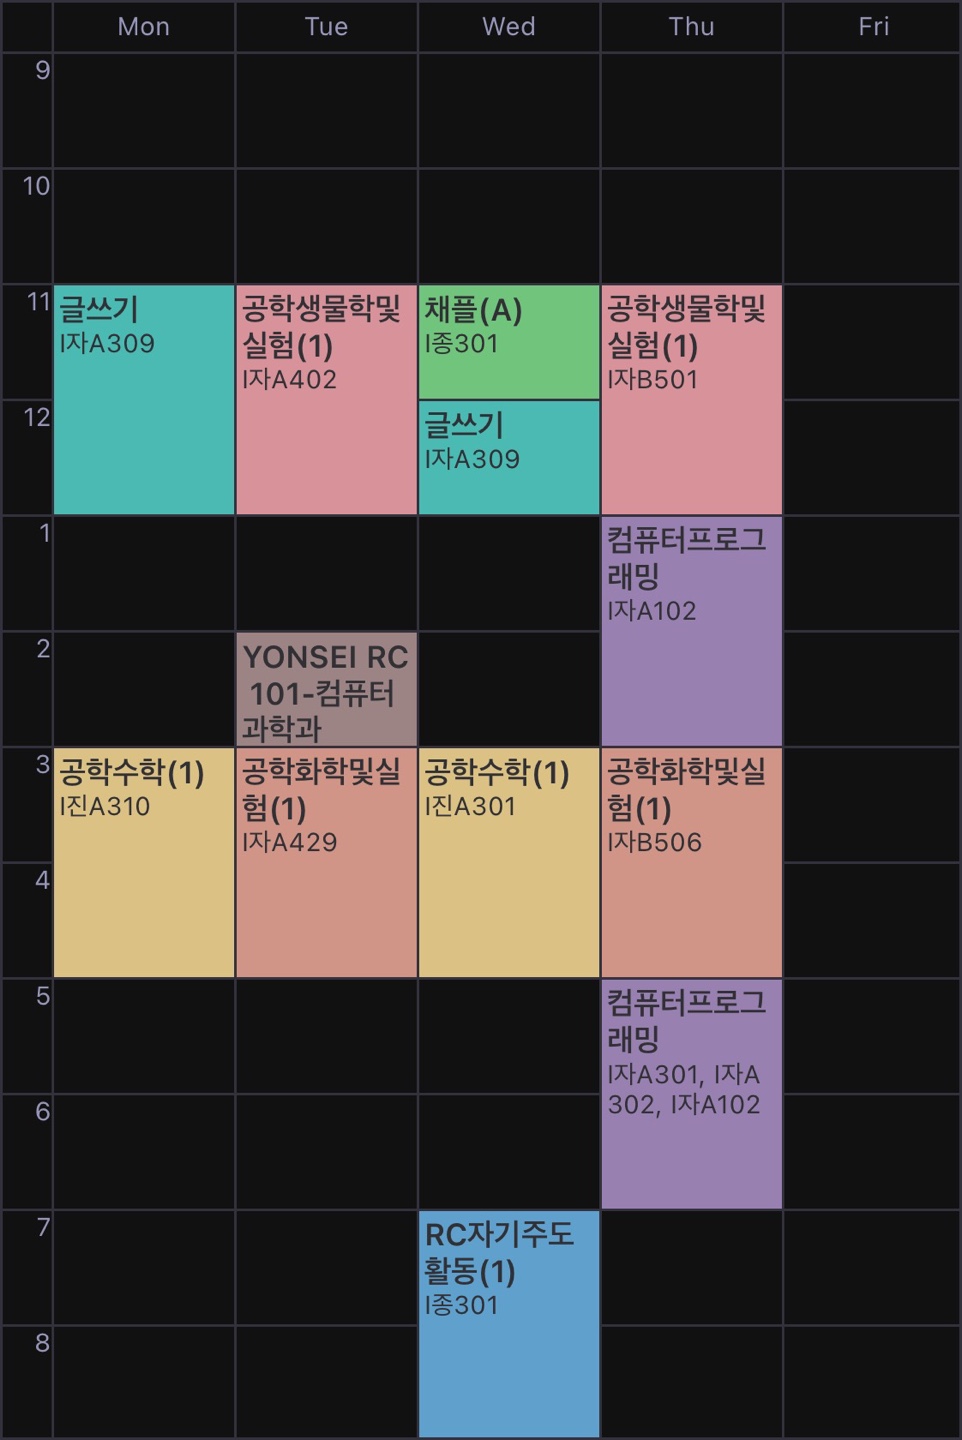 Mon Tue Wed Thu Fri
9
10
11
글쓰기
I자A309
공학생물학및
실험(1)
I자A402
채플(A)
I종301
공학생물학및
실험(1)
I자B501
12
글쓰기
I자A309
1
컴퓨터프로그
래밍
I자A102
2
YONSEI RC
101-컴퓨터
과학과
3
공학수학(1)
I진A310
공학화학및실
험(1)
I자A429
공학수학(1)
I진A301
공학화학및실
험(1)
I자B506
4
5
컴퓨터프로그
래밍
I자A301, I자A
302, I자A102
6
7
RC자기주도
활동(1)
I종301
8